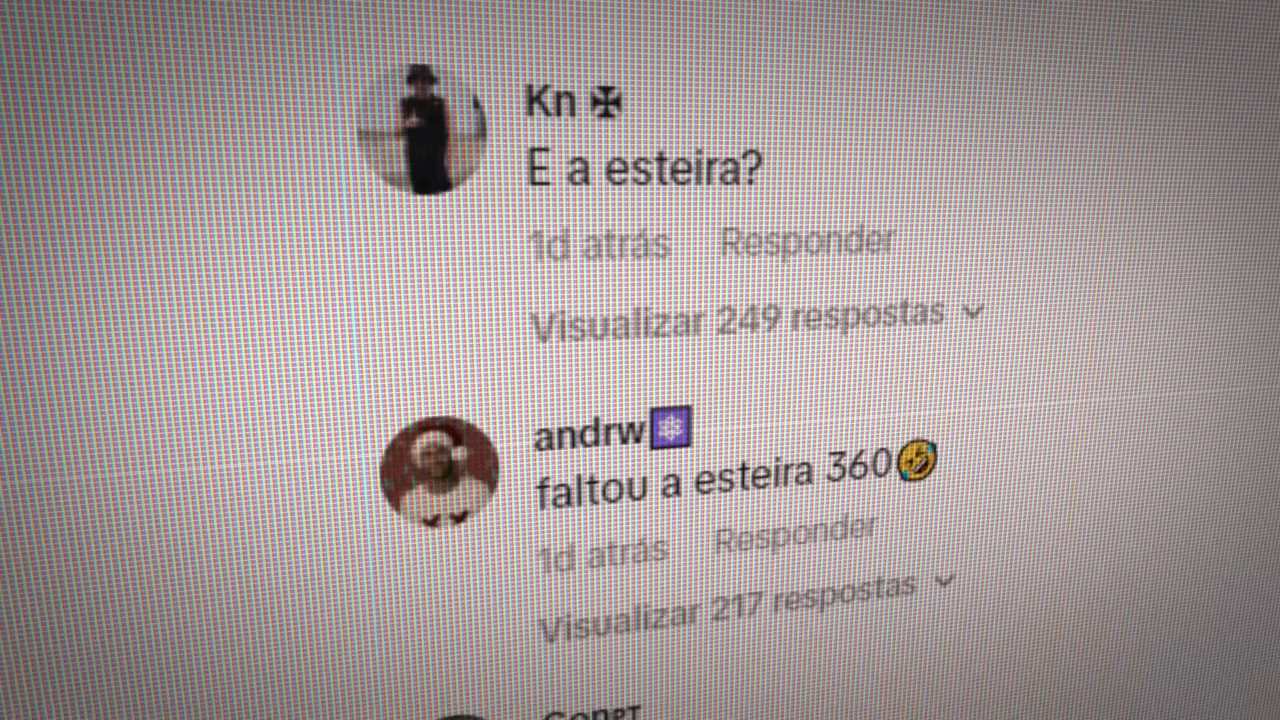 Kn ✠
E a esteira?
1d atrás Responder
Visualizar 249 respostas
andrw⚛
faltou a esteira 360🤣
1d atrás Responder
Visualizar 217 respostas